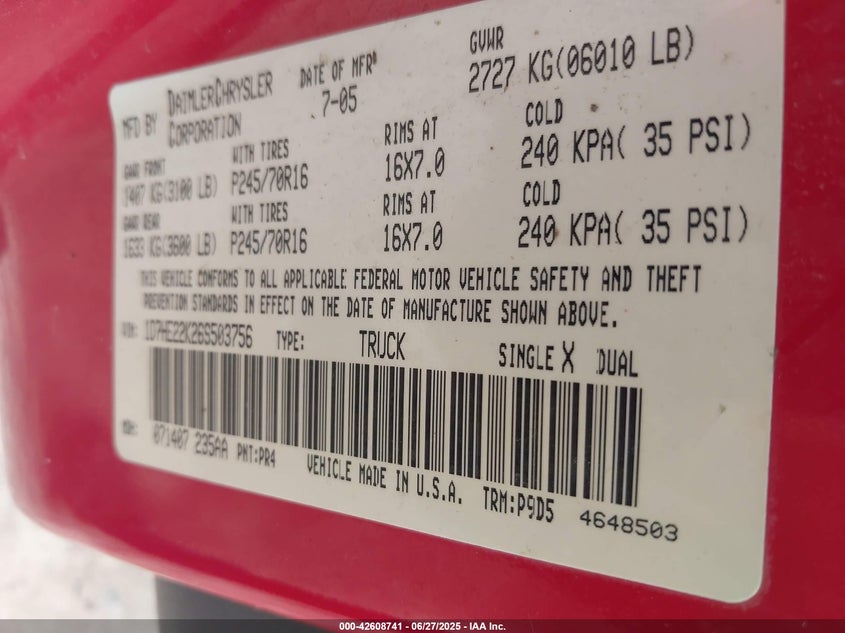 MFD BY DAIMLERCHRYSLER CORPORATION DATE OF MFR 7-05 GVWR 2727 KG(06010 LB)
GAWR FRONT WITH TIRES RIMS AT COLD
1407 KG(3100 LB) P245/70R16 16X7.0 240 KPA( 35 PSI)
GAWR REAR WITH TIRES RIMS AT COLD
1633 KG(3600 LB) P245/70R16 16X7.0 240 KPA( 35 PSI)
THIS VEHICLE CONFORMS TO ALL APPLICABLE FEDERAL MOTOR VEHICLE SAFETY AND THEFT
PREVENTION STANDARDS IN EFFECT ON THE DATE OF MANUFACTURE SHOWN ABOVE.
VIN: 1D7HE22K26S503756 TYPE: TRUCK SINGLE X DUAL
MDH: 071407 235AA PNT:PR4 VEHICLE MADE IN U.S.A. TRM:P9D5 4648503
000-42608741 / 06/27/2025 - IAA Inc.